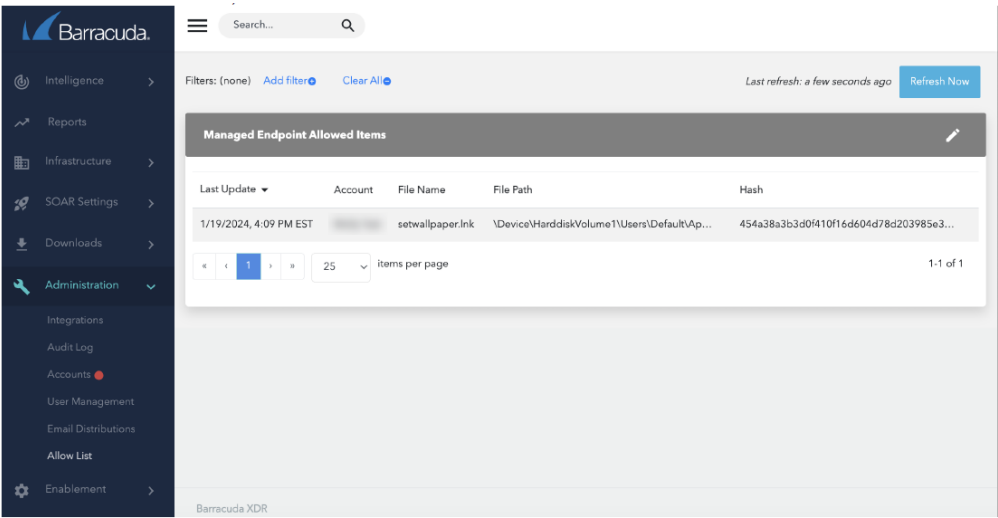 Barracuda.
Search...
Intelligence
Reports
Infrastructure
SOAR Settings
Downloads
Administration
Integrations
Audit Log
Accounts
User Management
Email Distributions
Allow List
Enablement
Filters: (none) Add filter Clear All
Last refresh: a few seconds ago Refresh Now
Managed Endpoint Allowed Items
Last Update Account File Name File Path Hash
1/19/2024, 4:09 PM EST setwallpaper.lnk \Device\HarddiskVolume1\Users\Default\Ap... 454a38a3b3d0f410f16d604d78d203985e3...
« ‹ 1 › » 25 items per page 1-1 of 1
Barracuda XDR